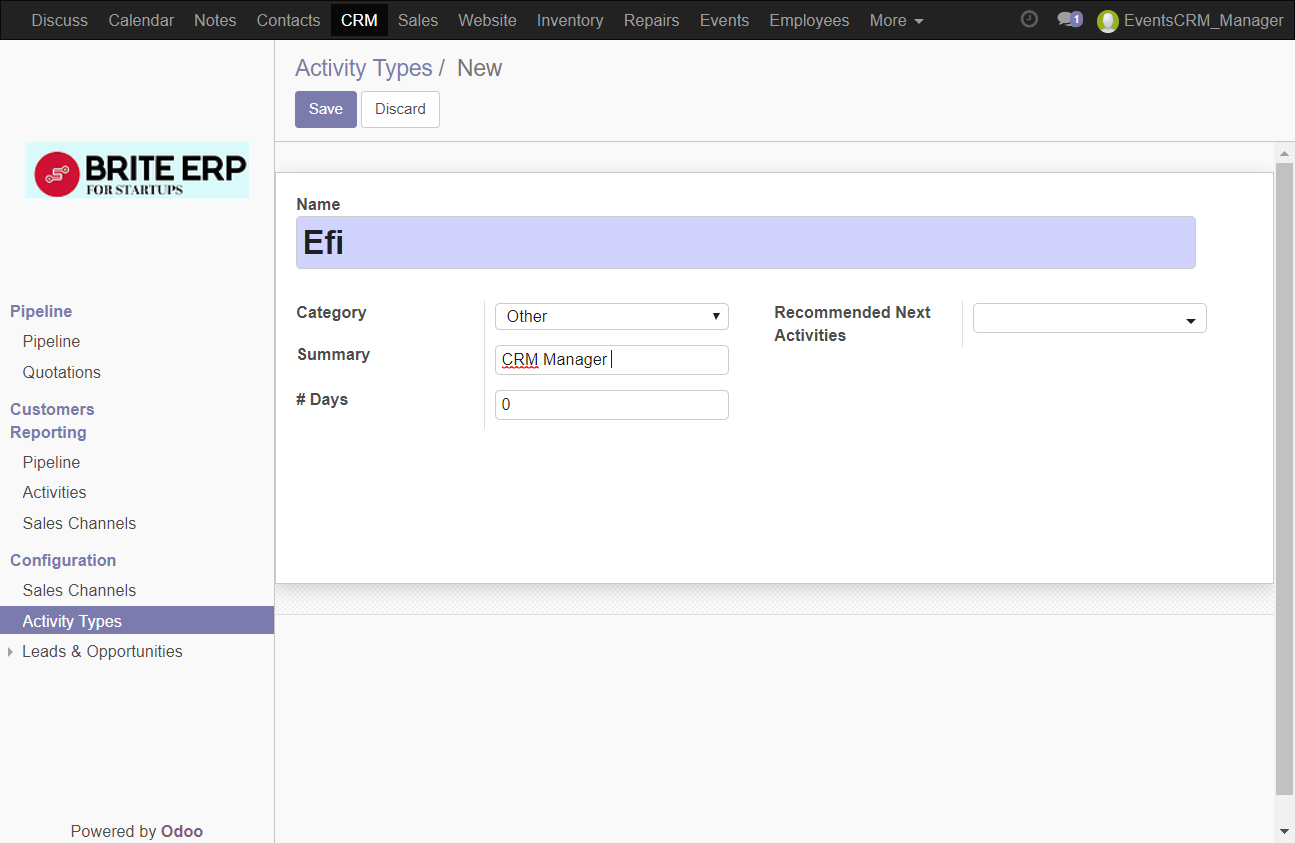 Discuss Calendar Notes Contacts CRM Sales Website Inventory Repairs Events Employees More 1 EventsCRM_Manager
Activity Types / New
Save Discard
BRITE ERP
FOR STARTUPS
Pipeline
Pipeline
Quotations
Customers
Reporting
Pipeline
Activities
Sales Channels
Configuration
Sales Channels
Activity Types
Leads & Opportunities
Powered by Odoo
Name
Efi
Category Other
Summary CRM Manager
# Days 0
Recommended Next
Activities